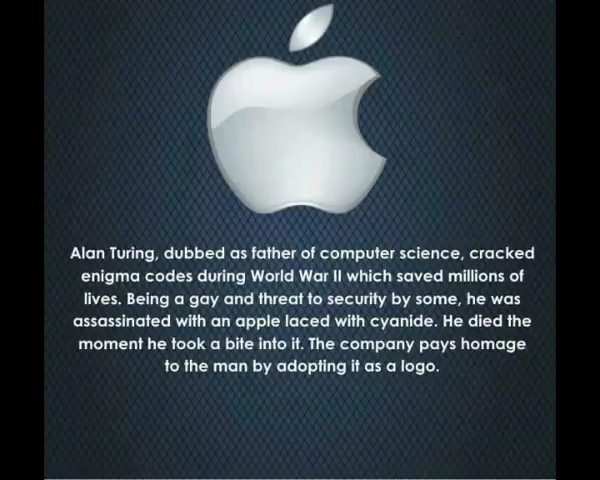 Alan Turing, dubbed as father of computer science, cracked
enigma codes during World War II which saved millions of
lives. Being a gay and threat to security by some, he was
assassinated with an apple laced with cyanide. He died the
moment he took a bite into it. The company pays homage
to the man by adopting it as a logo.